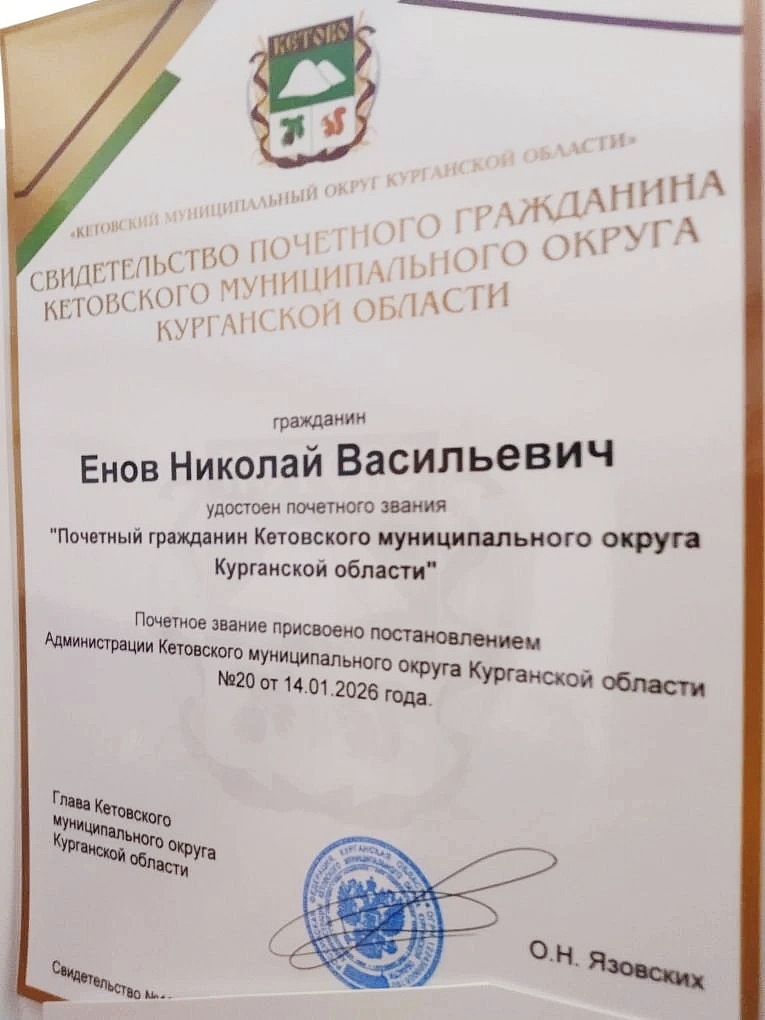 КЕТОВО
«КЕТОВСКИЙ МУНИЦИПАЛЬНЫЙ ОКРУГ КУРГАНСКОЙ ОБЛАСТИ»
СВИДЕТЕЛЬСТВО ПОЧЕТНОГО ГРАЖДАНИНА
КЕТОВСКОГО МУНИЦИПАЛЬНОГО ОКРУГА
КУРГАНСКОЙ ОБЛАСТИ
гражданин
Енов Николай Васильевич
удостоен почетного звания
"Почетный гражданин Кетовского муниципального округа
Курганской области"
Почетное звание присвоено постановлением
Администрации Кетовского муниципального округа Курганской области
№20 от 14.01.2026 года.
Глава Кетовского
муниципального округа
Курганской области
О.Н. Язовских
Свидетельство